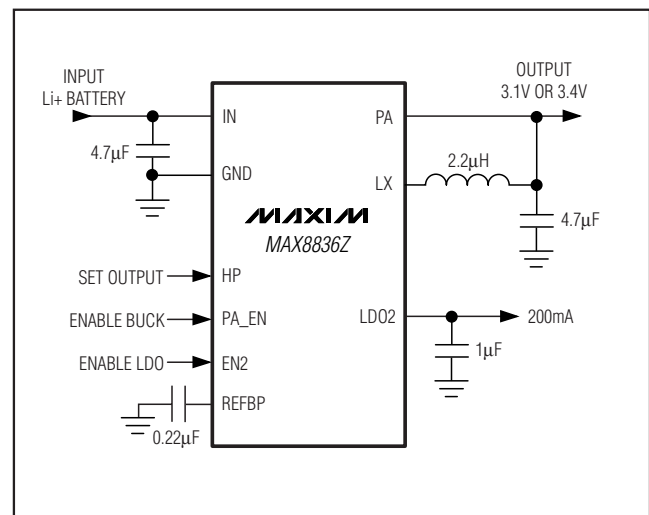 INPUT
Li+ BATTERY
IN
4.7µF
GND
OUTPUT
3.1V OR 3.4V
PA
2.2µH
LX
4.7µF
MAXIM
MAX8836Z
SET OUTPUT
HP
ENABLE BUCK
PA_EN
ENABLE LDO
EN2
REFBP
0.22µF
LDO2
200mA
1µF